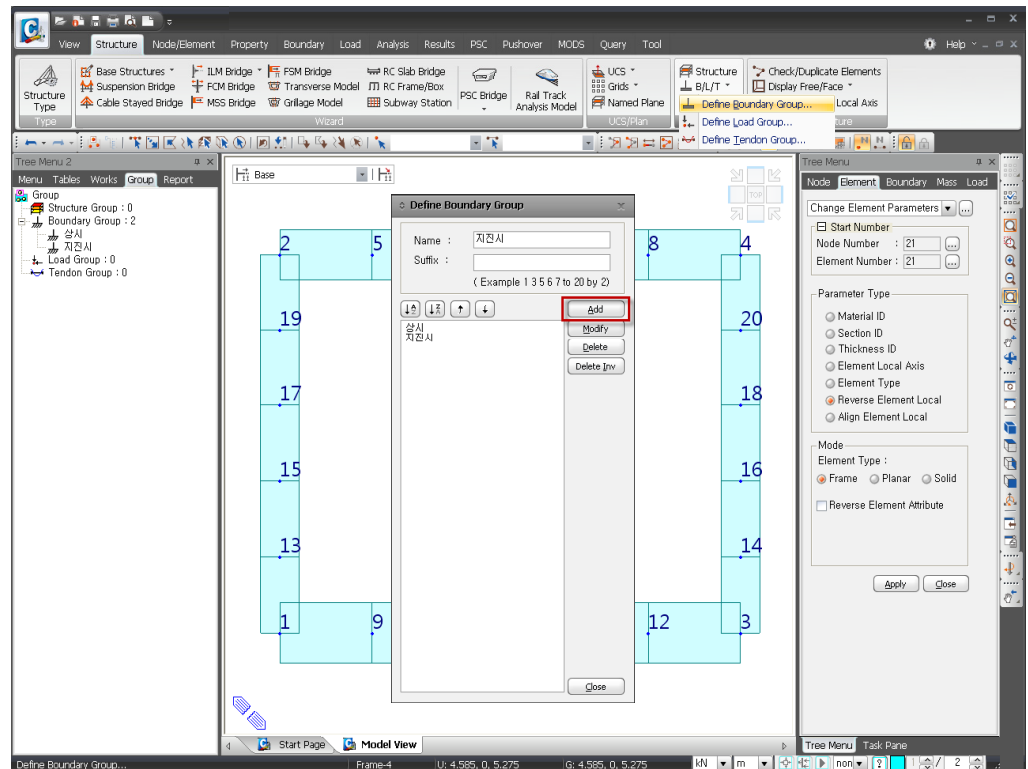 View Structure Node/Element Property Boundary Load Analysis Results PSC Pushover MODS Query Tool Help
Structure Type
Base Structures
Suspension Bridge
Cable Stayed Bridge
ILM Bridge
FCM Bridge
MSS Bridge
FSM Bridge
Transverse Model
Grillage Model
RC Slab Bridge
RC Frame/Box
Subway Station
PSC Bridge
Rail Track Analysis Model
UCS
Grids
Named Plane
Structure
B/L/T
Check/Duplicate Elements
Display Free/Face
Local Axis
Type Wizard UCS/Plan ture
Define Boundary Group...
Define Load Group...
Define Tendon Group...
Tree Menu 2
Menu Tables Works Group Report
Group
Structure Group : 0
Boundary Group : 2
상시
지진시
Load Group : 0
Tendon Group : 0
Base
TOP
2 5 8 4
19 20
17 18
15 16
13 14
1 9 12 3
Define Boundary Group
Name : 지진시
Suffix :
( Example 1 3 5 6 7 to 20 by 2)
Add
Modify
Delete
Delete Inv
상시
지진시
Close
Start Page Model View
Tree Menu
Node Element Boundary Mass Load
Change Element Parameters ...
Start Number
Node Number : 21 ...
Element Number : 21 ...
Parameter Type
Material ID
Section ID
Thickness ID
Element Local Axis
Element Type
Reverse Element Local
Align Element Local
Mode
Element Type :
Frame Planar Solid
Reverse Element Attribute
Apply Close
Tree Menu Task Pane
Define Boundary Group... Frame-4 U: 4.585, 0, 5.275 G: 4.585, 0, 5.275 kN m non ? 1 / 2